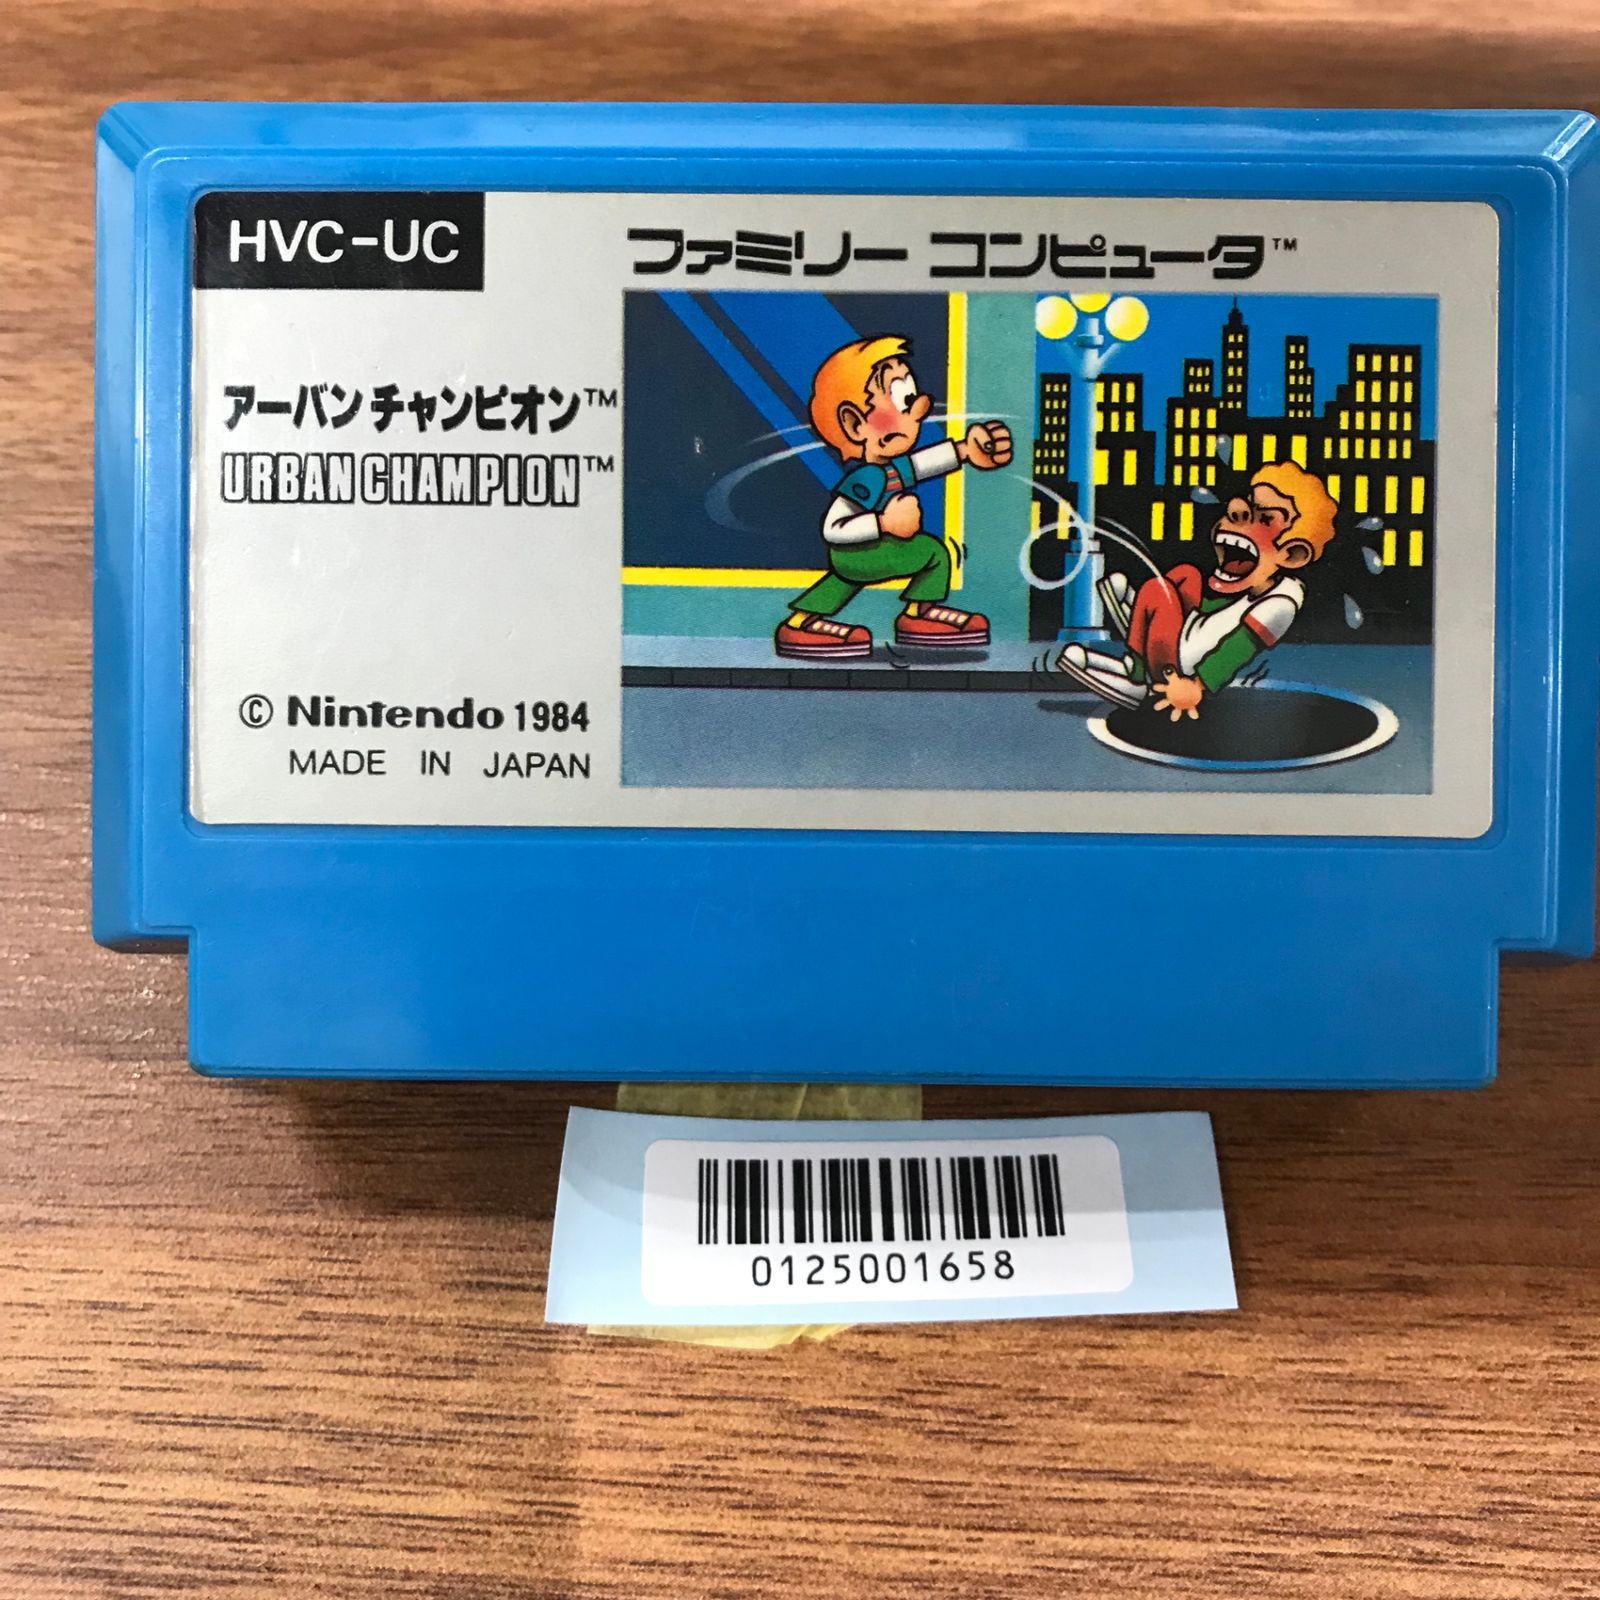 HVC-UC
ファミリー コンピュータ™
アーバン チャンピオン™
URBAN CHAMPION™
© Nintendo 1984
MADE IN JAPAN
0125001658